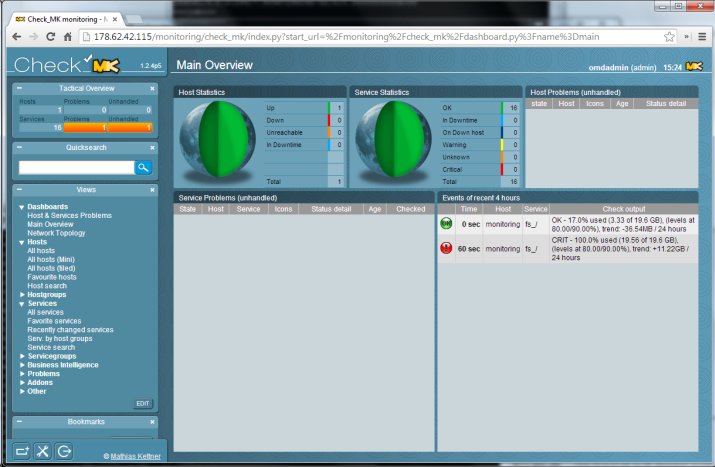 Check_MK monitoring - M
178.62.42.115/monitoring/check_mk/index.py?start_url=%2Fmonitoring%2Fcheck_mk%2Fdashboard.py%3Fname%3Dmain
Check MK 1.2.4p5
Main Overview
omdadmin (admin) 15:24
Tactical Overview
Hosts Problems Unhandled
1 0 0
Services Problems Unhandled
16 1 1
Quicksearch
Views
Dashboards
Host & Services Problems
Main Overview
Network Topology
Hosts
All hosts
All hosts (Mini)
All hosts (tiled)
Favourite hosts
Host search
Hostgroups
Services
All services
Favorite services
Recently changed services
Serv. by host groups
Service search
Servicegroups
Business Intelligence
Problems
Addons
Other
EDIT
Bookmarks
© Mathias Kettner
Host Statistics
Up 1
Down 0
Unreachable 0
In Downtime 0
Total 1
Service Statistics
OK 16
In Downtime 0
On Down host 0
Warning 0
Unknown 0
Critical 0
Total 16
Host Problems (unhandled)
state Host Icons Age Status detail
Service Problems (unhandled)
State Host Service Icons Status detail Age Checked
Events of recent 4 hours
Time Host Service Check output
OK 0 sec monitoring fs_/ OK - 17.0% used (3.33 of 19.6 GB), (levels at
80.00/90.00%), trend: -36.54MB / 24 hours
60 sec monitoring fs_/ CRIT - 100.0% used (19.56 of 19.6 GB),
(levels at 80.00/90.00%), trend: +11.22GB /
24 hours